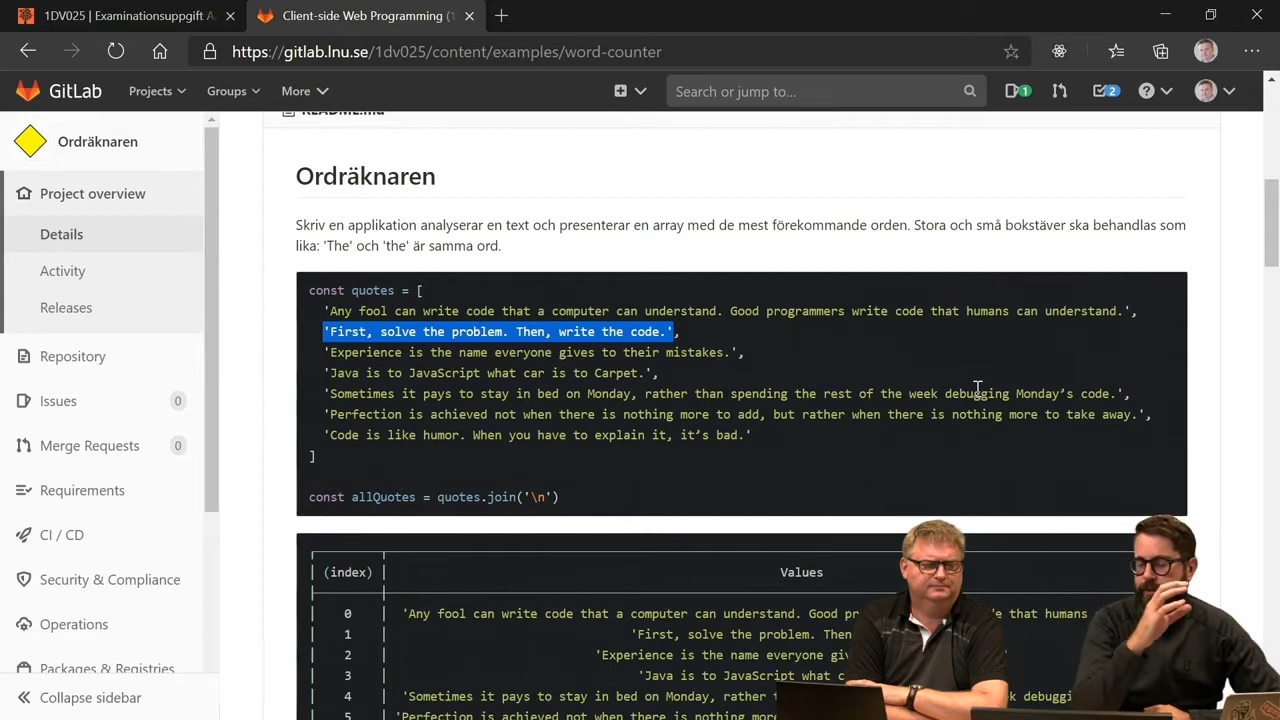 1DV025 | Examinationsuppgift A
Client-side Web Programming (1
https://gitlab.lnu.se/1dv025/content/examples/word-counter
GitLab
Projects
Groups
More
Search or jump to...
1
2
Ordräknaren
Project overview
Details
Activity
Releases
Repository
Issues 0
Merge Requests 0
Requirements
CI / CD
Security & Compliance
Operations
Packages & Registries
Collapse sidebar
README.md
Ordräknaren
Skriv en applikation analyserar en text och presenterar en array med de mest förekommande orden. Stora och små bokstäver ska behandlas som
lika: 'The' och 'the' är samma ord.
const quotes = [
'Any fool can write code that a computer can understand. Good programmers write code that humans can understand.',
'First, solve the problem. Then, write the code.',
'Experience is the name everyone gives to their mistakes.',
'Java is to JavaScript what car is to Carpet.',
'Sometimes it pays to stay in bed on Monday, rather than spending the rest of the week debugging Monday’s code.',
'Perfection is achieved not when there is nothing more to add, but rather when there is nothing more to take away.',
'Code is like humor. When you have to explain it, it’s bad.'
]
const allQuotes = quotes.join('\n')
(index) Values
0 'Any fool can write code that a computer can understand. Good that humans
1 'First, solve the problem. Then
2 'Experience is the name everyone
3 'Java is to JavaScript what
4 'Sometimes it pays to stay in bed on Monday, rather
5 'Perfection is achieved not when there is nothing more to add